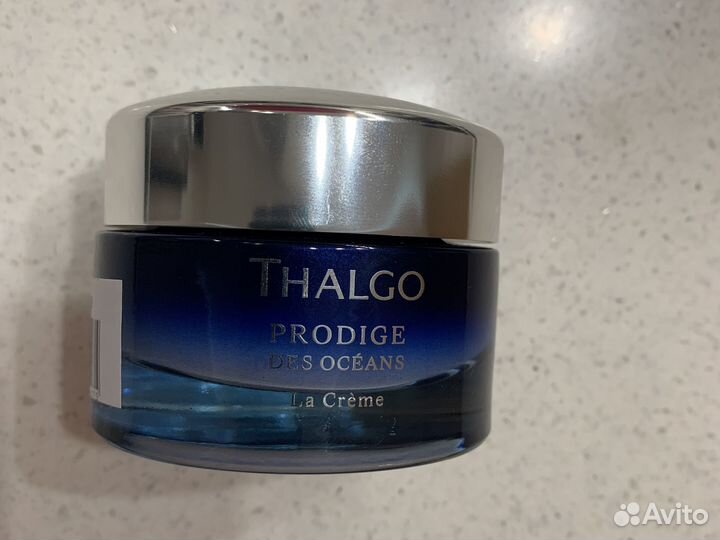 THALGO
PRODIGE
DES OCÉANS
La Crème
Avito